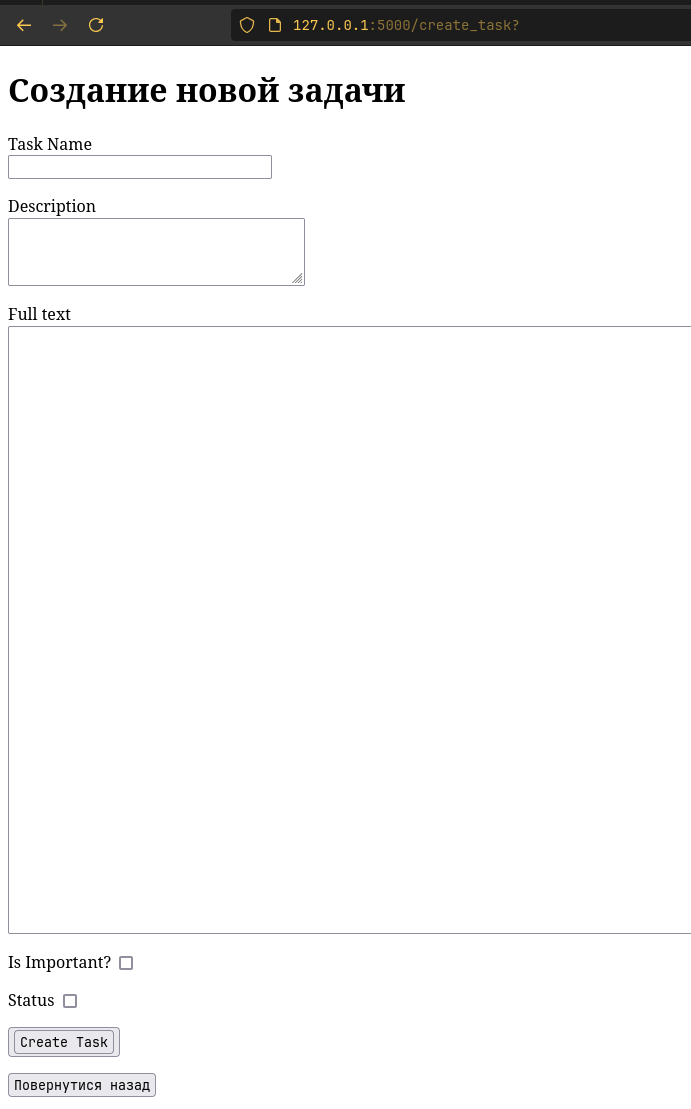 127.0.0.1:5000/create_task?
Создание новой задачи
Task Name
Description
Full text
Is Important?
Status
Create Task
Повернутися назад